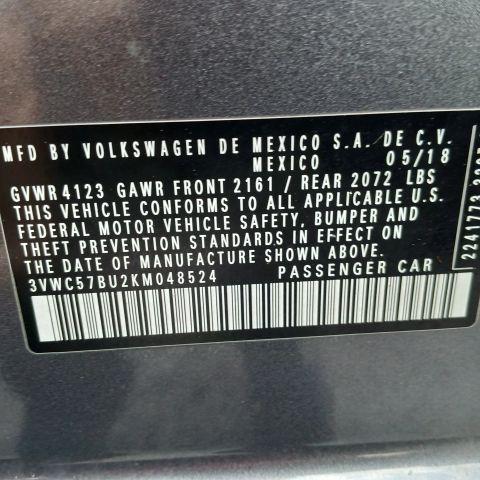 MFD BY VOLKSWAGEN DE MEXICO S.A. DE C.V.
MEXICO 05/18
GVWR 4123 GAWR FRONT 2161 / REAR 2072 LBS
THIS VEHICLE CONFORMS TO ALL APPLICABLE U.S.
FEDERAL MOTOR VEHICLE SAFETY, BUMPER AND
THEFT PREVENTION STANDARDS IN EFFECT ON
THE DATE OF MANUFACTURE SHOWN ABOVE.
3VWC57BU2KM048524 PASSENGER CAR
2241773